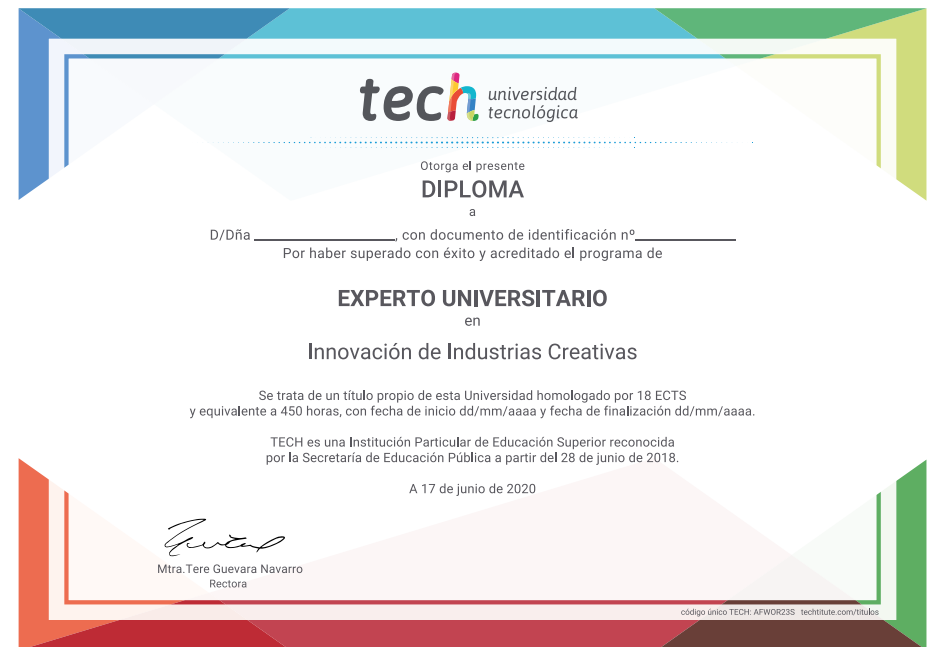 tech universidad
tecnológica
Otorga el presente
DIPLOMA
a
D/Dña ____________, con documento de identificación nº____________
Por haber superado con éxito y acreditado el programa de
EXPERTO UNIVERSITARIO
en
Innovación de Industrias Creativas
Se trata de un título propio de esta Universidad homologado por 18 ECTS
y equivalente a 450 horas, con fecha de inicio dd/mm/aaaa y fecha de finalización dd/mm/aaaa.
TECH es una Institución Particular de Educación Superior reconocida
por la Secretaría de Educación Pública a partir del 28 de junio de 2018.
A 17 de junio de 2020
Mtra.Tere Guevara Navarro
Rectora
código único TECH: AFWOR23S techtitute.com/titulos